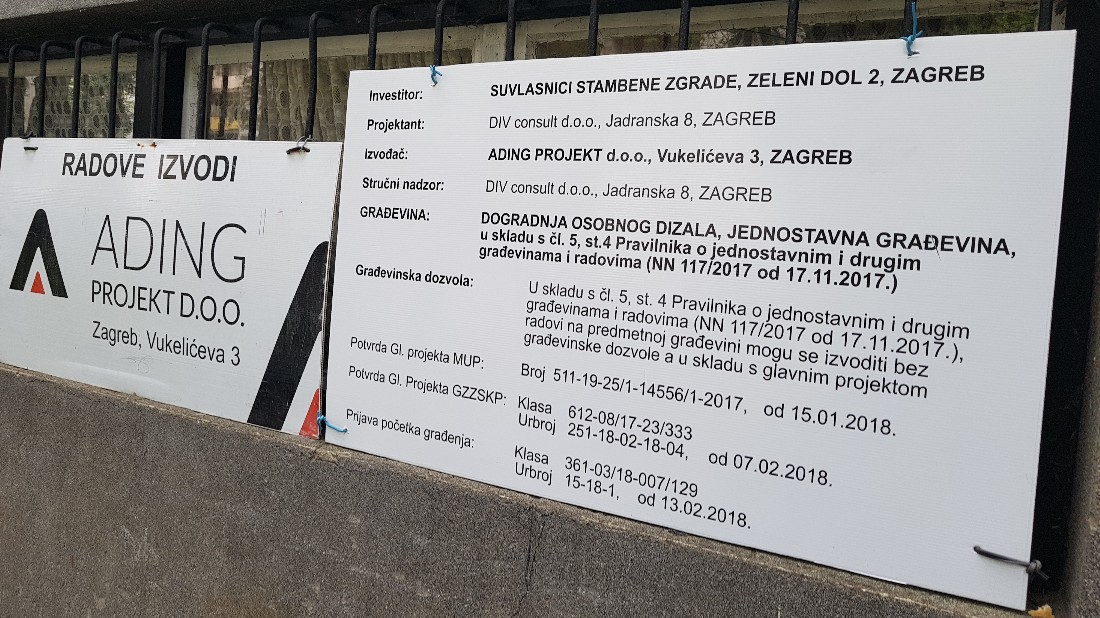 RADOVE IZVODI
ADING
PROJEKT D.O.O.
Zagreb, Vukelićeva 3
Investitor: SUVLASNICI STAMBENE ZGRADE, ZELENI DOL 2, ZAGREB
Projektant: DIV consult d.o.o., Jadranska 8, ZAGREB
Izvođač: ADING PROJEKT d.o.o., Vukelićeva 3, ZAGREB
Stručni nadzor: DIV consult d.o.o., Jadranska 8, ZAGREB
GRAĐEVINA: DOGRADNJA OSOBNOG DIZALA, JEDNOSTAVNA GRAĐEVINA,
u skladu s čl. 5, st.4 Pravilnika o jednostavnim i drugim
građevinama i radovima (NN 117/2017 od 17.11.2017.)
Građevinska dozvola: U skladu s čl. 5, st. 4 Pravilnika o jednostavnim i drugim
građevinama i radovima (NN 117/2017 od 17.11.2017.),
radovi na predmetnoj građevini mogu se izvoditi bez
građevinske dozvole a u skladu s glavnim projektom
Potvrda Gl. projekta MUP: Broj 511-19-25/1-14556/1-2017, od 15.01.2018.
Potvrda Gl. Projekta GZZSKP: Klasa 612-08/17-23/333
Urbroj 251-18-02-18-04, od 07.02.2018.
Prijava početka građenja: Klasa 361-03/18-007/129
Urbroj 15-18-1, od 13.02.2018.